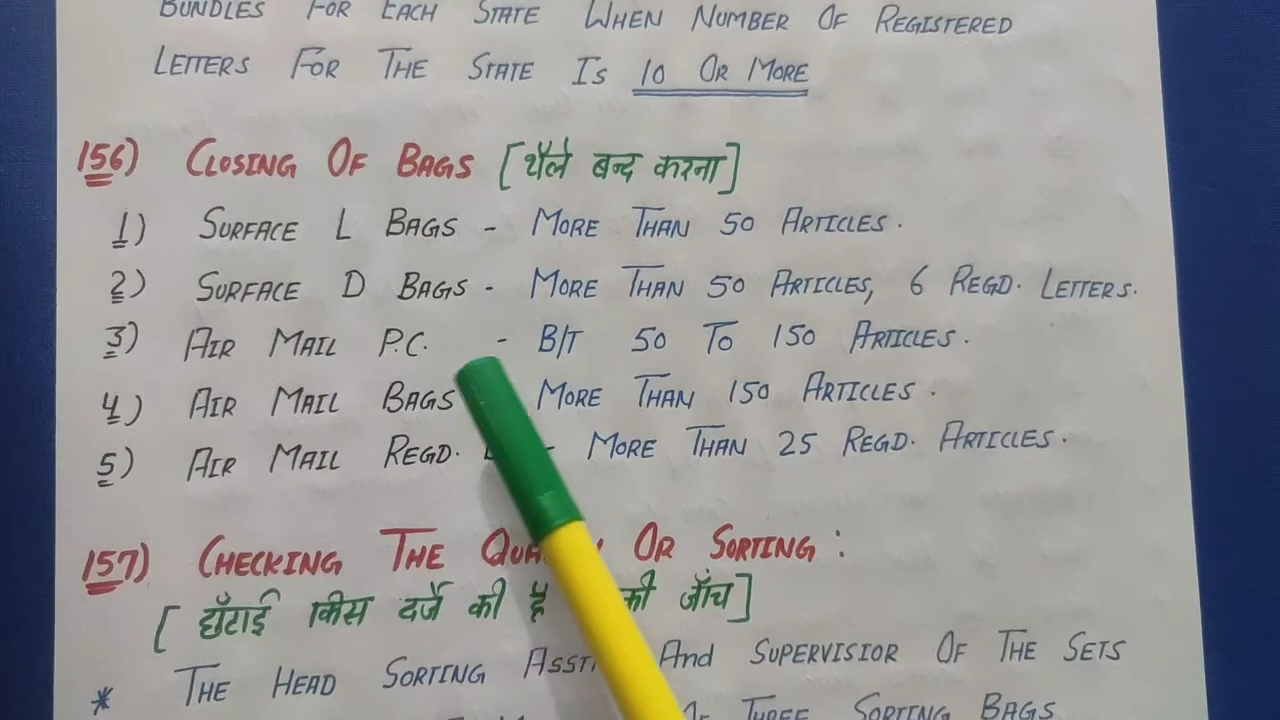 BUNDLES FOR EACH STATE WHEN NUMBER OF REGISTERED
LETTERS FOR THE STATE IS 10 OR MORE
156) CLOSING OF BAGS [थैले बन्द करना]
1) SURFACE L BAGS - MORE THAN 50 ARTICLES.
2) SURFACE D BAGS - MORE THAN 50 ARTICLES, 6 REGD. LETTERS.
3) AIR MAIL P.C. - B/T 50 TO 150 ARTICLES.
4) AIR MAIL BAGS MORE THAN 150 ARTICLES.
5) AIR MAIL REGD. - MORE THAN 25 REGD. ARTICLES.
157) CHECKING THE OR SORTING:
[छँटाई किस दर्जे की है की जाँच]
* THE HEAD SORTING AND SUPERVISIOR OF THE SETS
THREE SORTING BAGS